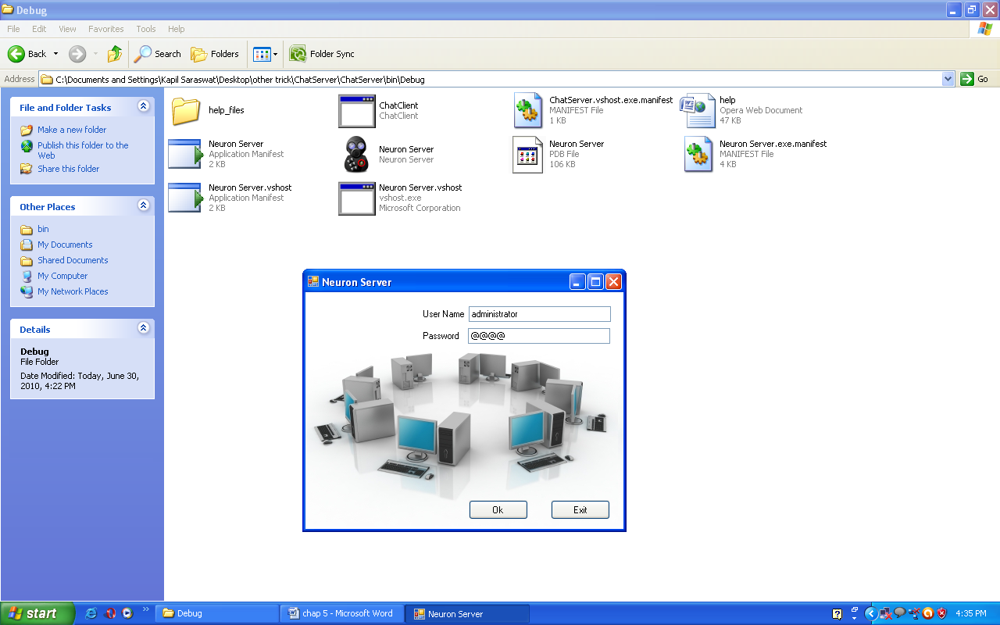 Debug
File Edit View Favorites Tools Help
Back Search Folders Folder Sync
Address C:\Documents and Settings\Kapil Saraswat\Desktop\other trick\ChatServer\ChatServer\bin\Debug Go
File and Folder Tasks
Make a new folder
Publish this folder to the
Web
Share this folder
Other Places
bin
My Documents
Shared Documents
My Computer
My Network Places
Details
Debug
File Folder
Date Modified: Today, June 30,
2010, 4:22 PM
help_files
ChatClient
ChatClient
ChatServer.vshost.exe.manifest
MANIFEST File
1 KB
help
Opera Web Document
47 KB
Neuron Server
Application Manifest
2 KB
Neuron Server
Neuron Server
Neuron Server
PDB File
106 KB
Neuron Server.exe.manifest
MANIFEST File
4 KB
Neuron Server.vshost
Application Manifest
2 KB
Neuron Server.vshost
vshost.exe
Microsoft Corporation
Neuron Server
User Name administrator
Password @@@@
Ok Exit
start Debug chap 5 - Microsoft Word Neuron Server 4:35 PM